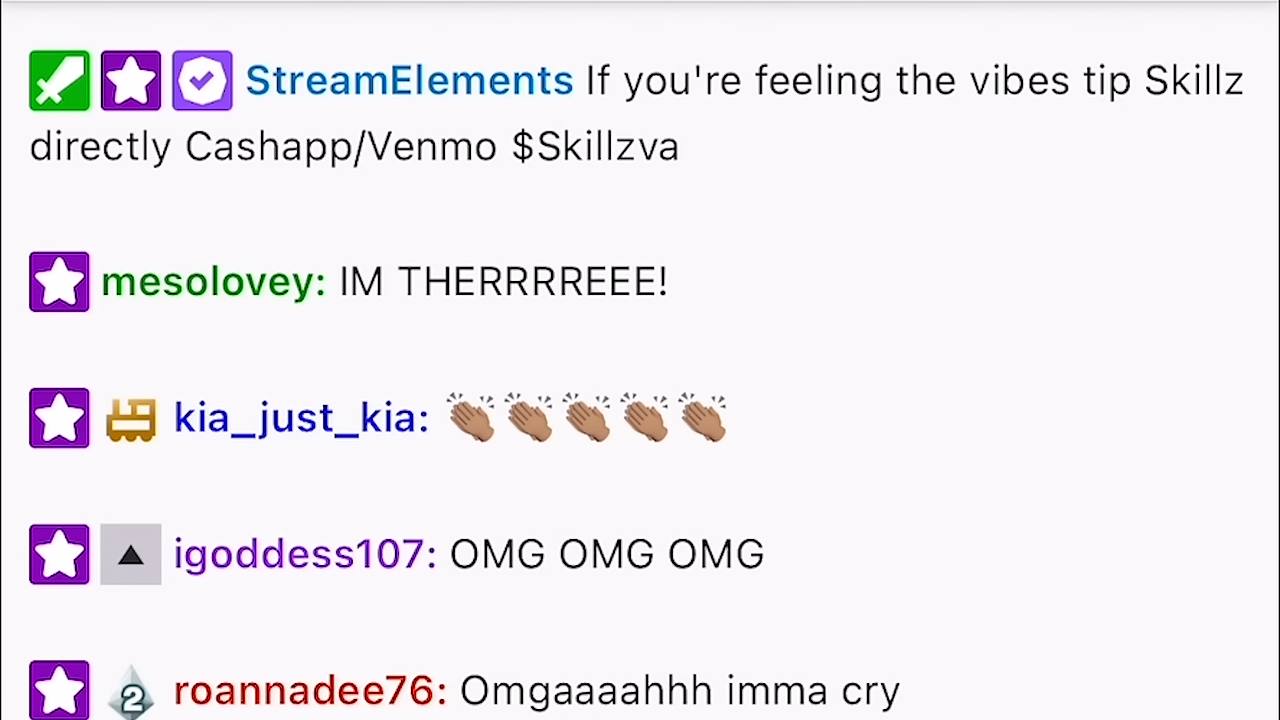 StreamElements If you're feeling the vibes tip Skillz
directly Cashapp/Venmo $Skillzva
mesolovey: IM THERRRREEE!
kia_just_kia: 👏🏽👏🏽👏🏽👏🏽👏🏽
igoddess107: OMG OMG OMG
2 roannadee76: Omgaaaahhh imma cry